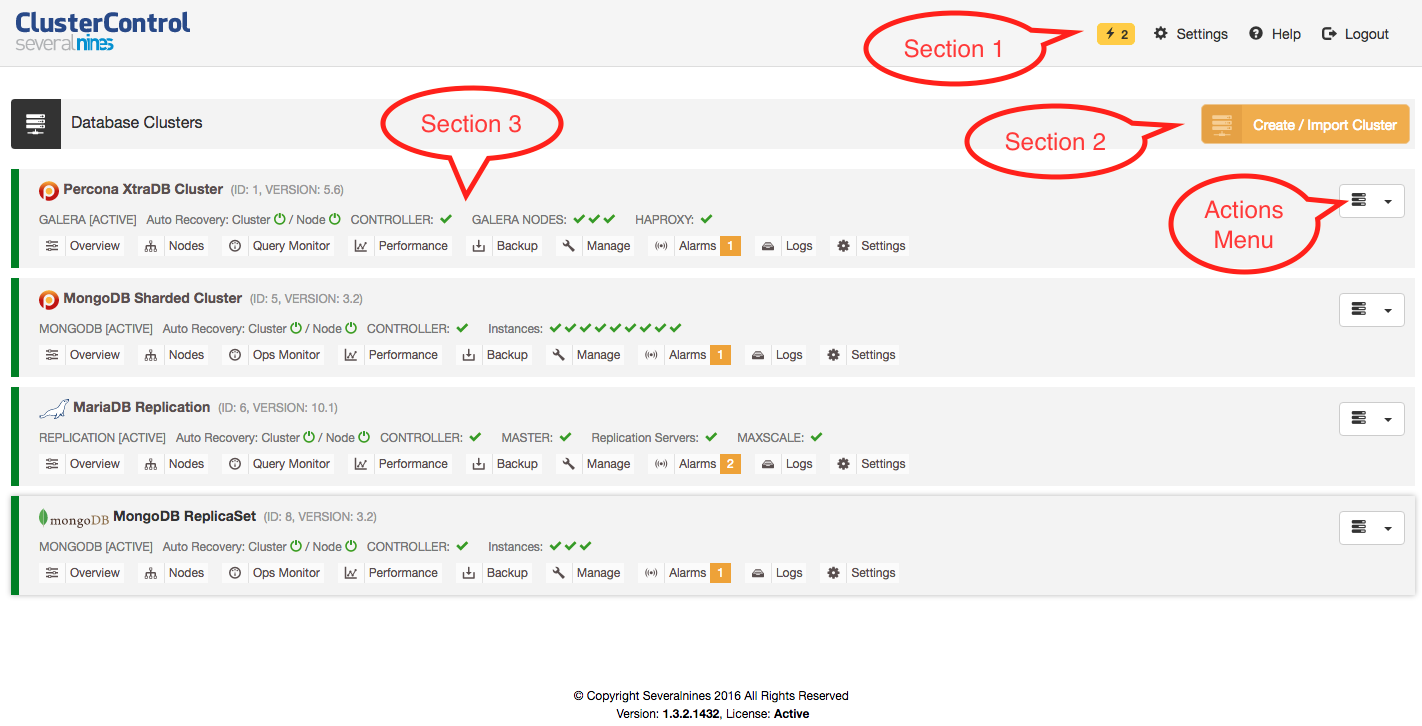 ClusterControl
severalnines
Section 1
2 Settings Help Logout
Database Clusters
Section 3
Section 2
Create / Import Cluster
Percona XtraDB Cluster (ID: 1, VERSION: 5.6)
GALERA [ACTIVE] Auto Recovery: Cluster / Node CONTROLLER: GALERA NODES: HAPROXY:
Overview Nodes Query Monitor Performance Backup Manage Alarms 1 Logs Settings
Actions
Menu
MongoDB Sharded Cluster (ID: 5, VERSION: 3.2)
MONGODB [ACTIVE] Auto Recovery: Cluster / Node CONTROLLER: Instances:
Overview Nodes Ops Monitor Performance Backup Manage Alarms 1 Logs Settings
MariaDB Replication (ID: 6, VERSION: 10.1)
REPLICATION [ACTIVE] Auto Recovery: Cluster / Node CONTROLLER: MASTER: Replication Servers: MAXSCALE:
Overview Nodes Query Monitor Performance Backup Manage Alarms 2 Logs Settings
mongoDB MongoDB ReplicaSet (ID: 8, VERSION: 3.2)
MONGODB [ACTIVE] Auto Recovery: Cluster / Node CONTROLLER: Instances:
Overview Nodes Ops Monitor Performance Backup Manage Alarms 1 Logs Settings
© Copyright Severalnines 2016 All Rights Reserved
Version: 1.3.2.1432, License: Active